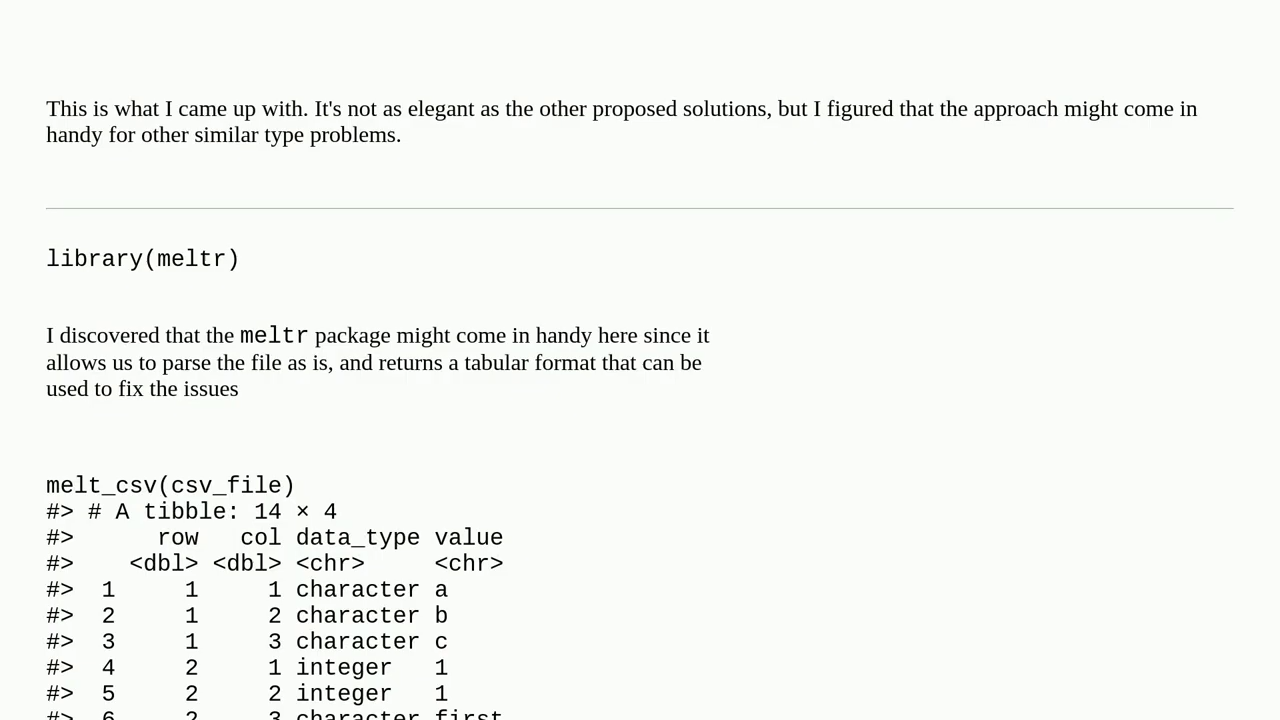 This is what I came up with. It's not as elegant as the other proposed solutions, but I figured that the approach might come in
handy for other similar type problems.
library(meltr)
I discovered that the meltr package might come in handy here since it
allows us to parse the file as is, and returns a tabular format that can be
used to fix the issues
melt_csv(csv_file)
#> # A tibble: 14 × 4
#>      row   col data_type value
#>    <dbl> <dbl> <chr>     <chr>
#>  1     1     1 character a
#>  2     1     2 character b
#>  3     1     3 character c
#>  4     2     1 integer   1
#>  5     2     2 integer   1
#>  6     2     3 character first